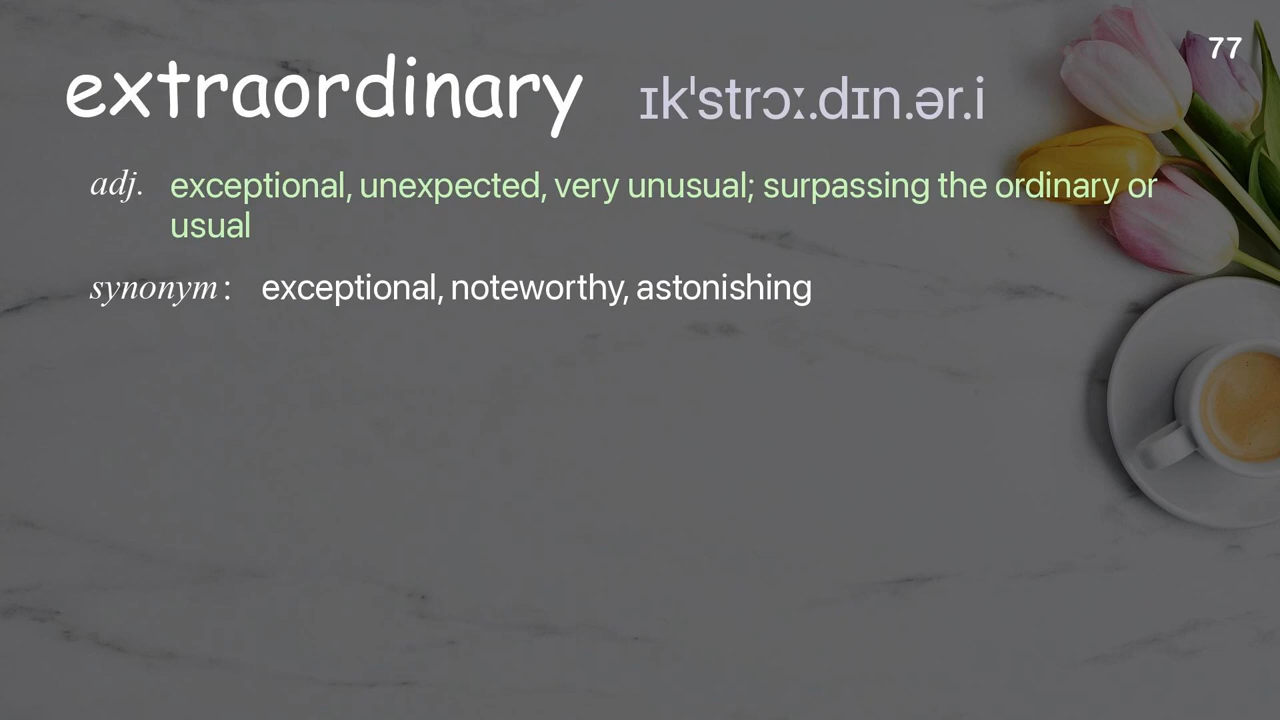 77
extraordinary ɪkˈstrɔː.dɪn.ər.i
adj. exceptional, unexpected, very unusual; surpassing the ordinary or
usual
synonym: exceptional, noteworthy, astonishing